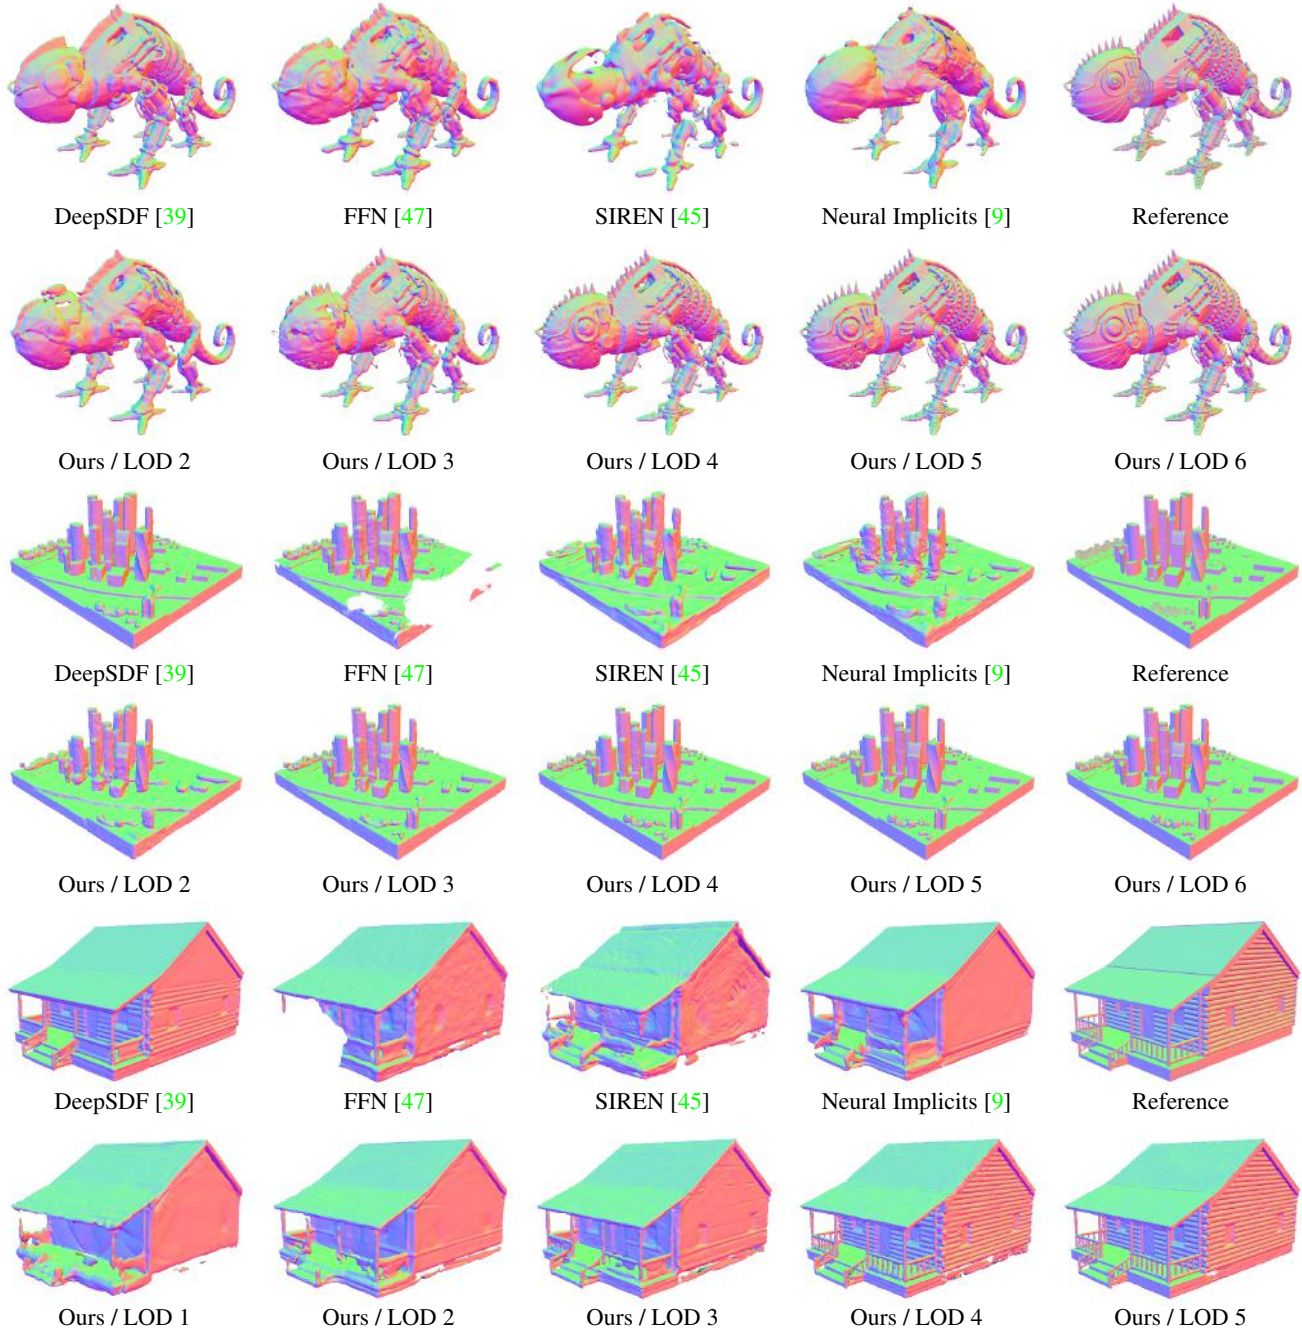 DeepSDF [39] FFN [47] SIREN [45] Neural Implicits [9] Reference
Ours / LOD 2 Ours / LOD 3 Ours / LOD 4 Ours / LOD 5 Ours / LOD 6
DeepSDF [39] FFN [47] SIREN [45] Neural Implicits [9] Reference
Ours / LOD 2 Ours / LOD 3 Ours / LOD 4 Ours / LOD 5 Ours / LOD 6
DeepSDF [39] FFN [47] SIREN [45] Neural Implicits [9] Reference
Ours / LOD 1 Ours / LOD 2 Ours / LOD 3 Ours / LOD 4 Ours / LOD 5